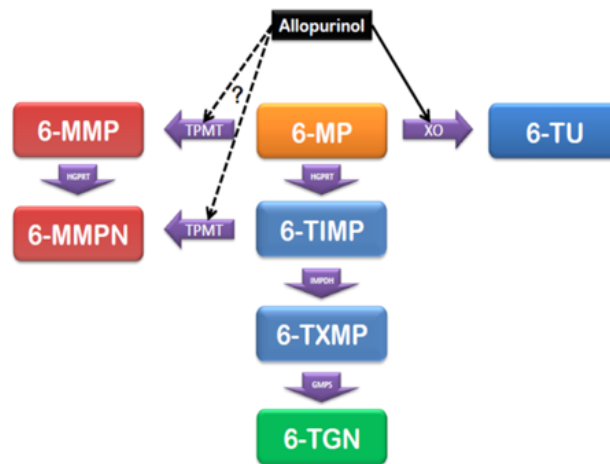 Allopurinol
?
6-MMP
TPMT
6-MP
XO
6-TU
HGPRT
HGPRT
6-MMPN
TPMT
6-TIMP
IMPDH
6-TXMP
GMPS
6-TGN